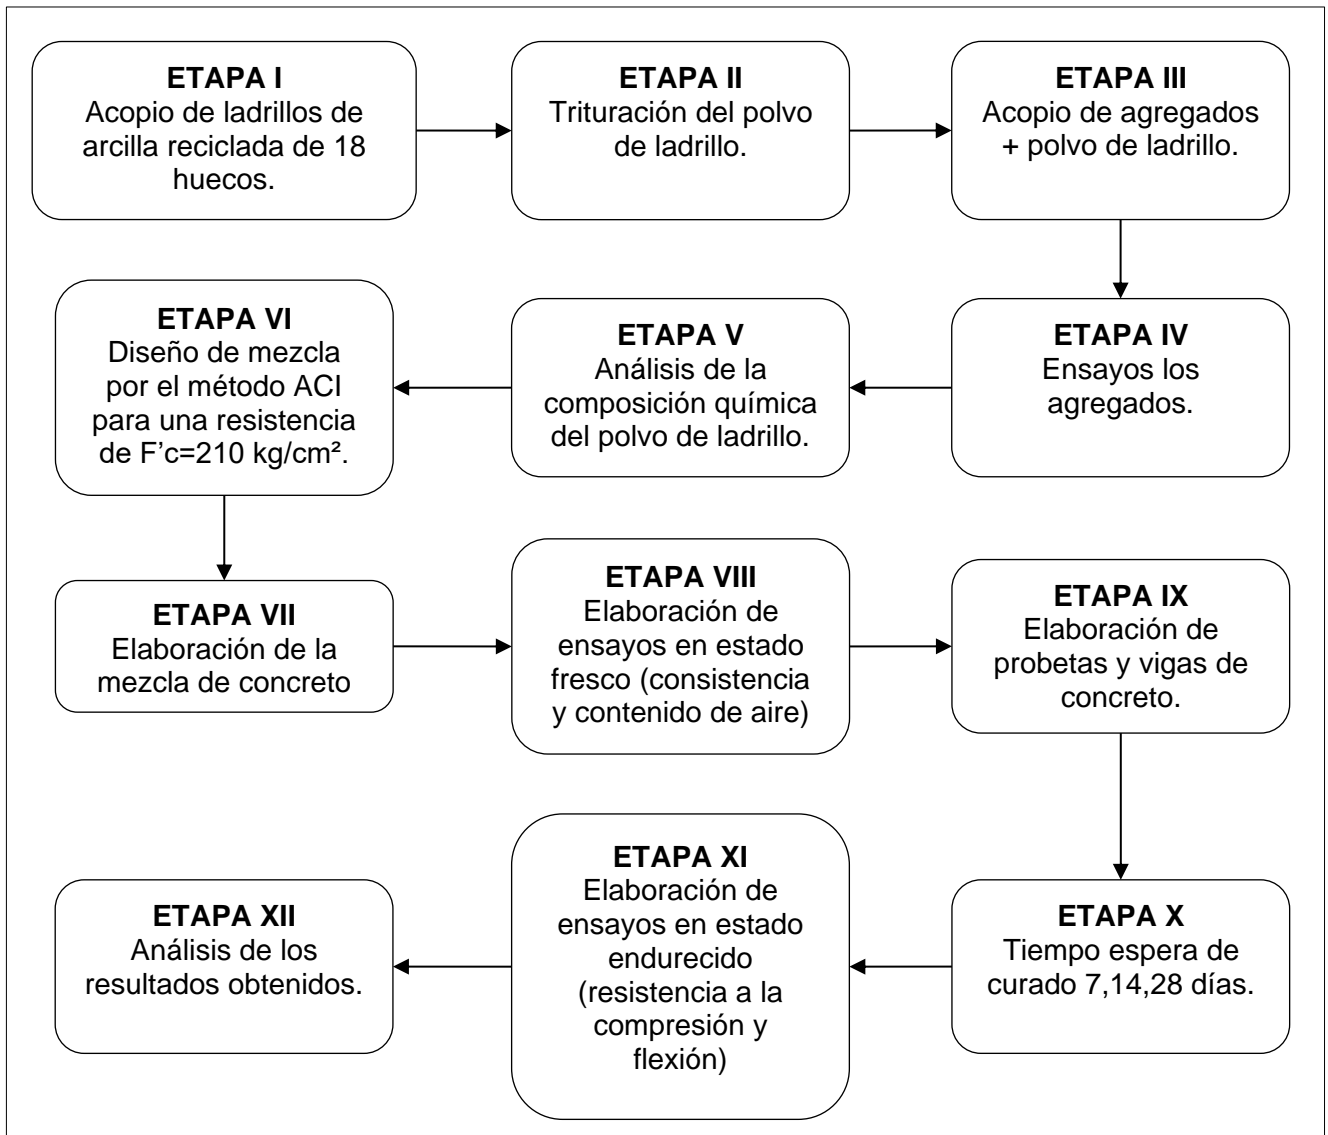 ETAPA I
Acopio de ladrillos de
arcilla reciclada de 18
huecos.
ETAPA II
Trituración del polvo
de ladrillo.
ETAPA III
Acopio de agregados
+ polvo de ladrillo.
ETAPA IV
Ensayos los
agregados.
ETAPA V
Análisis de la
composición química
del polvo de ladrillo.
ETAPA VI
Diseño de mezcla
por el método ACI
para una resistencia
de F’c=210 kg/cm².
ETAPA VII
Elaboración de la
mezcla de concreto
ETAPA VIII
Elaboración de
ensayos en estado
fresco (consistencia
y contenido de aire)
ETAPA IX
Elaboración de
probetas y vigas de
concreto.
ETAPA X
Tiempo espera de
curado 7,14,28 días.
ETAPA XI
Elaboración de
ensayos en estado
endurecido
(resistencia a la
compresión y
flexión)
ETAPA XII
Análisis de los
resultados obtenidos.